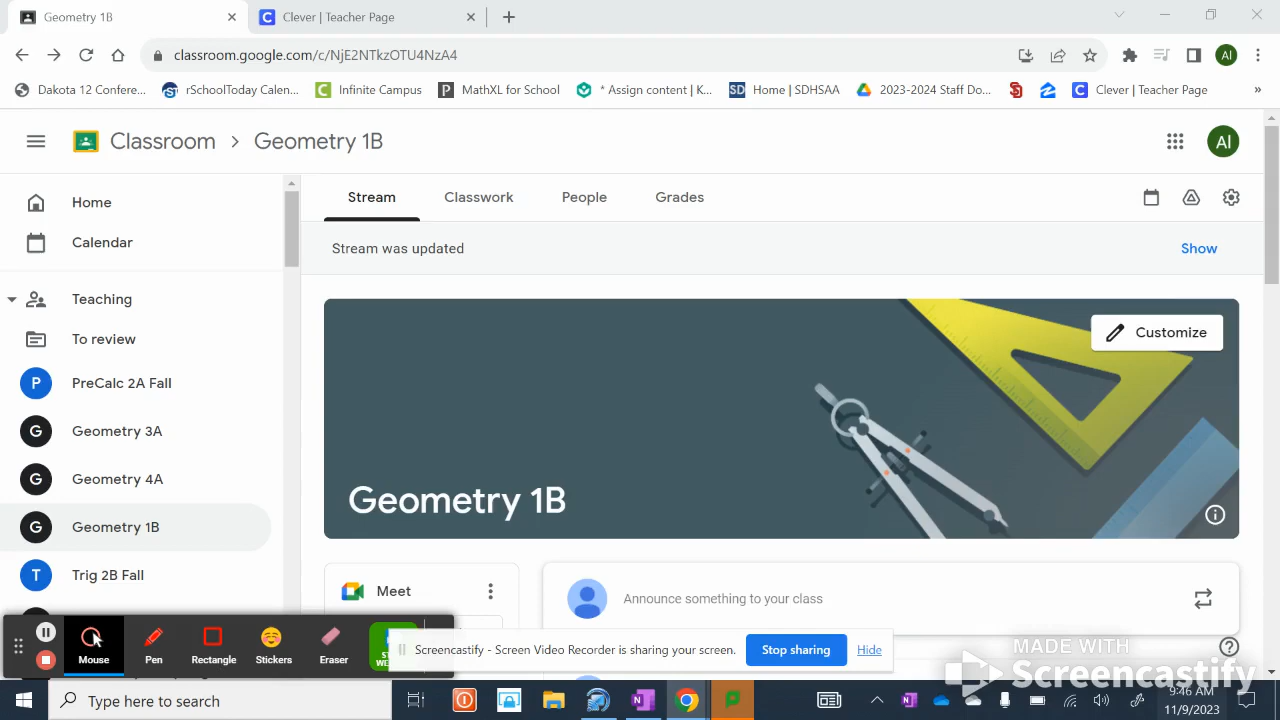 Geometry 1B
Clever | Teacher Page
classroom.google.com/c/NjE2NTkzOTU4NzA4
Al
Dakota 12 Confere...
rSchoolToday Calen...
Infinite Campus
MathXL for School
* Assign content | K...
Home | SDHSAA
2023-2024 Staff Do...
Clever | Teacher Page
»
Classroom > Geometry 1B
Al
Home
Calendar
Teaching
To review
P PreCalc 2A Fall
G Geometry 3A
G Geometry 4A
G Geometry 1B
T Trig 2B Fall
Stream Classwork People Grades
Stream was updated
Show
Customize
Geometry 1B
Meet
Announce something to your class
Mouse
Pen
Rectangle
Stickers
Eraser
Screencastify - Screen Video Recorder is sharing your screen.
Stop sharing
Hide
MADE WITH
Screencastify
Type here to search
9:46 AM
11/9/2023